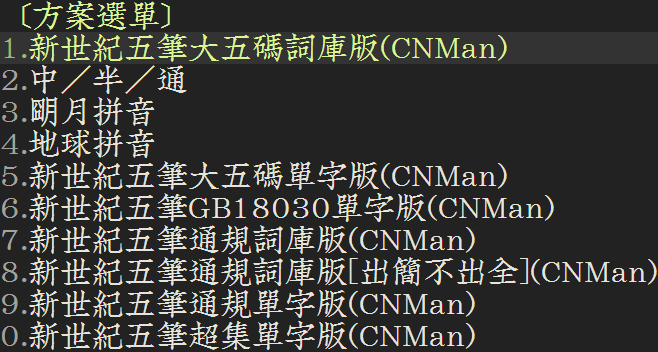 〔方案選單〕
1.新世紀五筆大五碼詞庫版(CNMan)
2.中／半／通
3.朙月拼音
4.地球拼音
5.新世紀五筆大五碼單字版(CNMan)
6.新世紀五筆GB18030單字版(CNMan)
7.新世紀五筆通規詞庫版(CNMan)
8.新世紀五筆通規詞庫版[出簡不出全](CNMan)
9.新世紀五筆通規單字版(CNMan)
0.新世紀五筆超集單字版(CNMan)